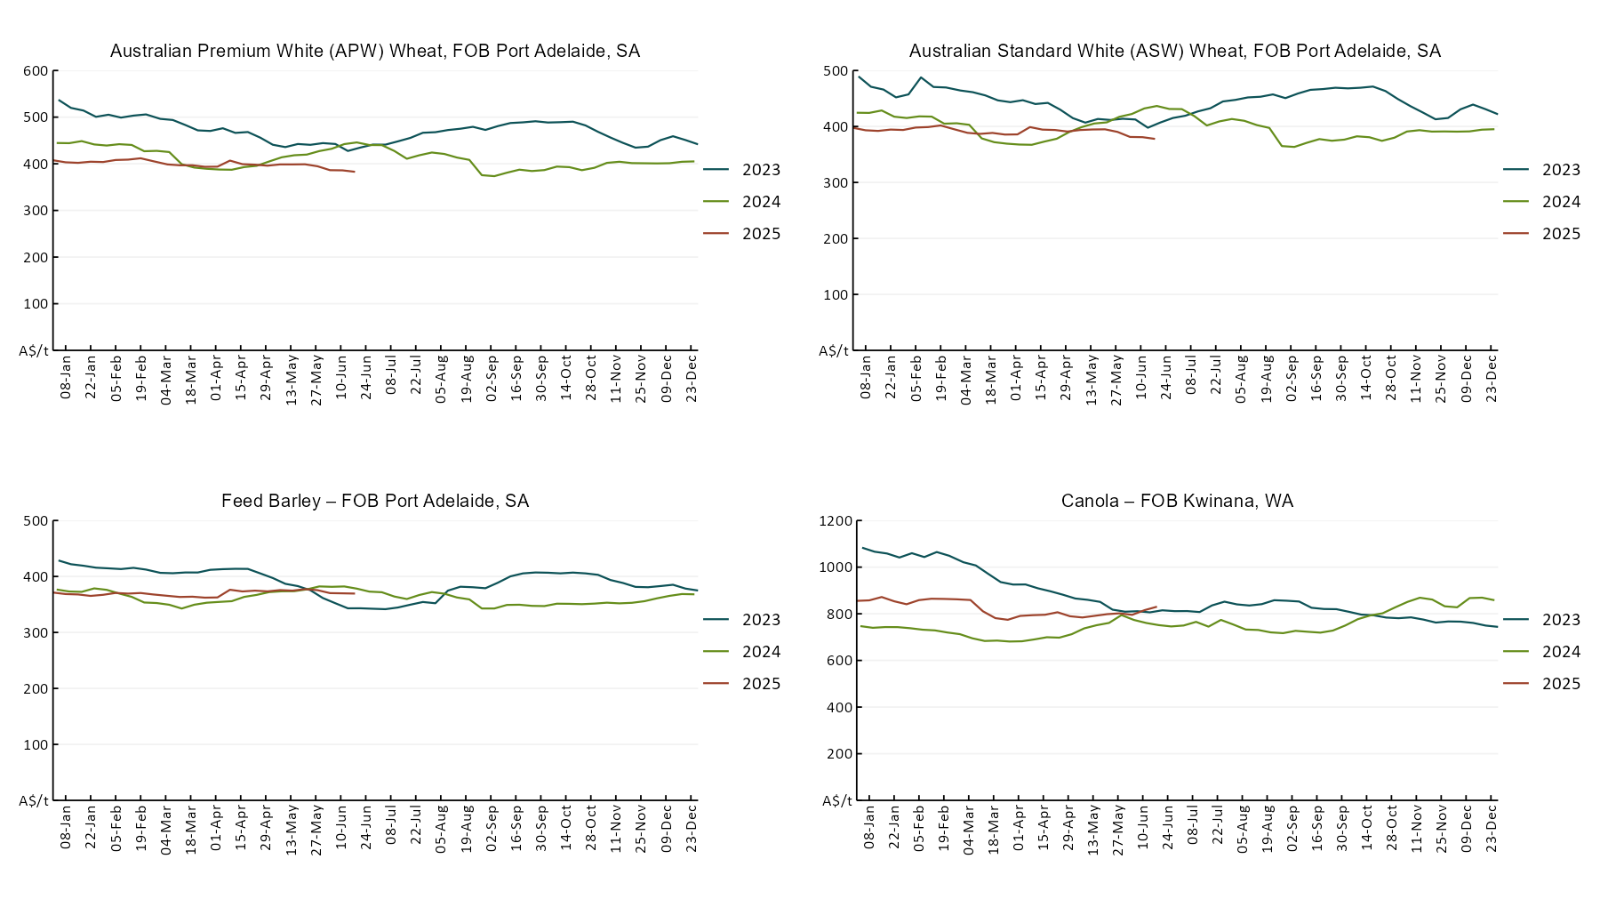 Australian Premium White (APW) Wheat, FOB Port Adelaide, SA
600
500
400
300
200
100
A$/t
08-Jan
22-Jan
05-Feb
19-Feb
04-Mar
18-Mar
01-Apr
15-Apr
29-Apr
13-May
27-May
10-Jun
24-Jun
08-Jul
22-Jul
05-Aug
19-Aug
02-Sep
16-Sep
30-Sep
14-Oct
28-Oct
11-Nov
25-Nov
09-Dec
23-Dec
2023
2024
2025
Australian Standard White (ASW) Wheat, FOB Port Adelaide, SA
500
400
300
200
100
A$/t
08-Jan
22-Jan
05-Feb
19-Feb
04-Mar
18-Mar
01-Apr
15-Apr
29-Apr
13-May
27-May
10-Jun
24-Jun
08-Jul
22-Jul
05-Aug
19-Aug
02-Sep
16-Sep
30-Sep
14-Oct
28-Oct
11-Nov
25-Nov
09-Dec
23-Dec
2023
2024
2025
Feed Barley – FOB Port Adelaide, SA
500
400
300
200
100
A$/t
08-Jan
22-Jan
05-Feb
19-Feb
04-Mar
18-Mar
01-Apr
15-Apr
29-Apr
13-May
27-May
10-Jun
24-Jun
08-Jul
22-Jul
05-Aug
19-Aug
02-Sep
16-Sep
30-Sep
14-Oct
28-Oct
11-Nov
25-Nov
09-Dec
23-Dec
2023
2024
2025
Canola – FOB Kwinana, WA
1200
1000
800
600
400
200
A$/t
08-Jan
22-Jan
05-Feb
19-Feb
04-Mar
18-Mar
01-Apr
15-Apr
29-Apr
13-May
27-May
10-Jun
24-Jun
08-Jul
22-Jul
05-Aug
19-Aug
02-Sep
16-Sep
30-Sep
14-Oct
28-Oct
11-Nov
25-Nov
09-Dec
23-Dec
2023
2024
2025